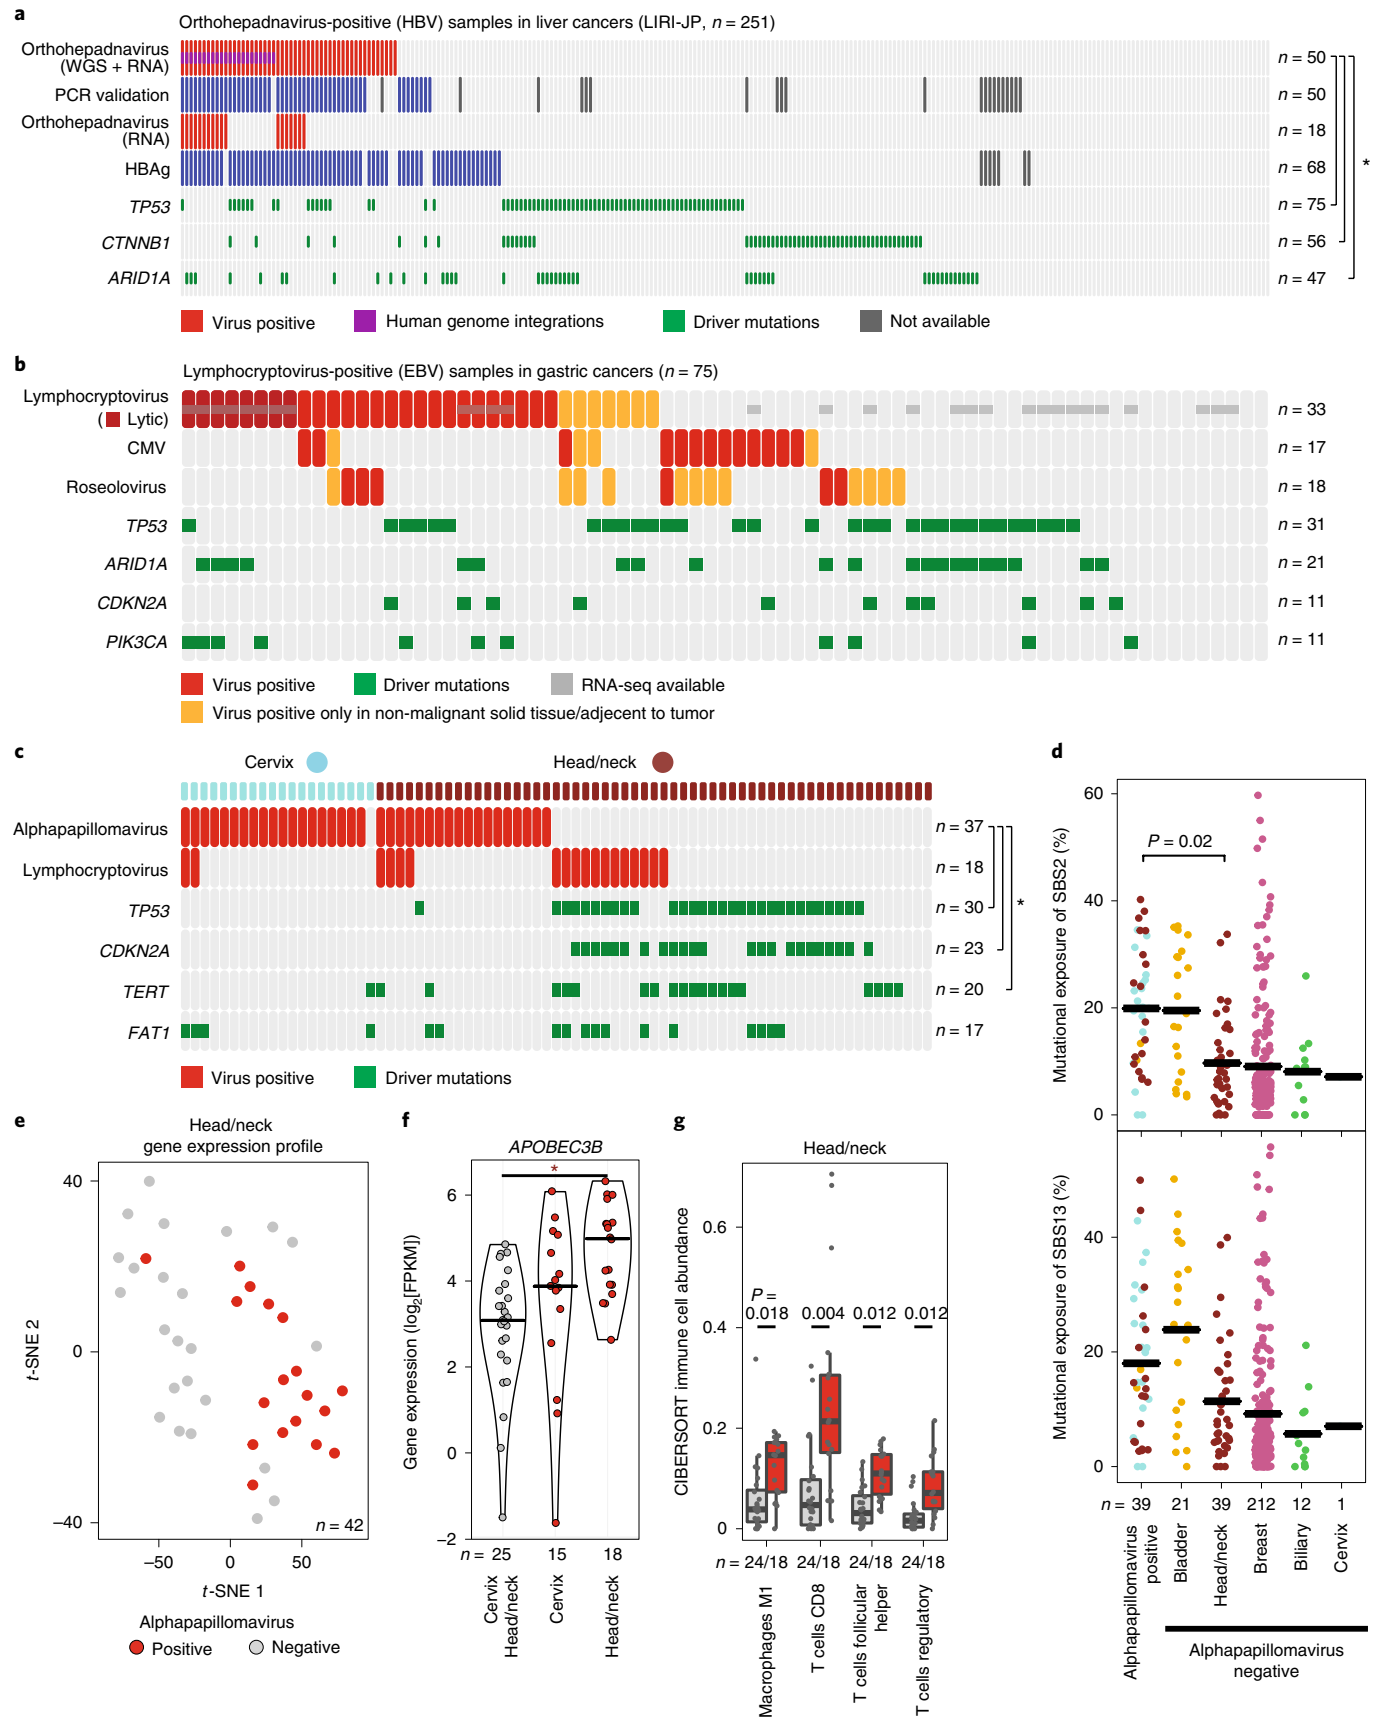 a
Orthohepadnavirus-positive (HBV) samples in liver cancers (LIRI-JP, n = 251)
Orthohepadnavirus
(WGS + RNA)
n = 50
PCR validation
n = 50
Orthohepadnavirus
(RNA)
n = 18
HBAg
n = 68
*
TP53
n = 75
CTNNB1
n = 56
ARID1A
n = 47
Virus positive
Human genome integrations
Driver mutations
Not available
b
Lymphocryptovirus-positive (EBV) samples in gastric cancers (n = 75)
Lymphocryptovirus
( Lytic)
n = 33
CMV
n = 17
Roseolovirus
n = 18
TP53
n = 31
ARID1A
n = 21
CDKN2A
n = 11
PIK3CA
n = 11
Virus positive
Driver mutations
RNA-seq available
Virus positive only in non-malignant solid tissue/adjacent to tumor
c
Cervix
Head/neck
Alphapapillomavirus
n = 37
Lymphocryptovirus
n = 18
TP53
n = 30
*
CDKN2A
n = 23
TERT
n = 20
FAT1
n = 17
Virus positive
Driver mutations
d
Mutational exposure of SBS2 (%)
60
40
20
0
P = 0.02
Mutational exposure of SBS13 (%)
40
20
0
n = 39 21 39 212 12 1
Alphapapillomavirus
positive
Bladder
Head/neck
Breast
Biliary
Cervix
Alphapapillomavirus
negative
e
Head/neck
gene expression profile
t-SNE 2
40
0
−40
n = 42
−50 0 50
t-SNE 1
Alphapapillomavirus
Positive
Negative
f
APOBEC3B
*
Gene expression (log2[FPKM])
6
4
2
0
−2
n = 25 15 18
Cervix
Head/neck
Cervix
Head/neck
g
Head/neck
CIBERSORT immune cell abundance
0.6
0.4
0.2
0
P =
0.018 0.004 0.012 0.012
n = 24/18 24/18 24/18 24/18
Macrophages M1
T cells CD8
T cells follicular
helper
T cells regulatory